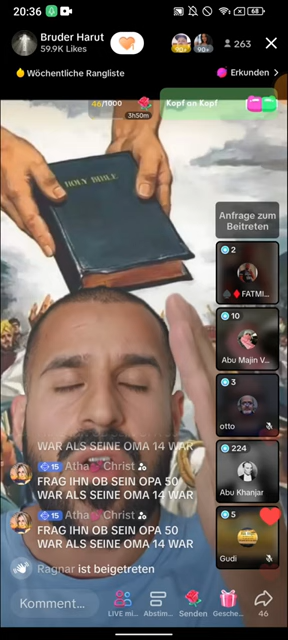 20:36
68
Bruder Harut
59.9K Likes
90+
90+
263
Wöchentliche Rangliste
Erkunden
46/1000
3h50m
Kopf an Kopf
HOLY BIBLE
Anfrage zum
Beitreten
2
FATMI...
10
Abu Majin V...
3
otto
224
Abu Khanjar
5
Gudi
WAR ALS SEINE OMA 14 WAR
15 Atha Christ
FRAG IHN OB SEIN OPA 50
WAR ALS SEINE OMA 14 WAR
15 Atha Christ
FRAG IHN OB SEIN OPA 50
WAR ALS SEINE OMA 14 WAR
Ragnar ist beigetreten
Komment...
LIVE mi...
Abstim...
Senden
Gesche...
46